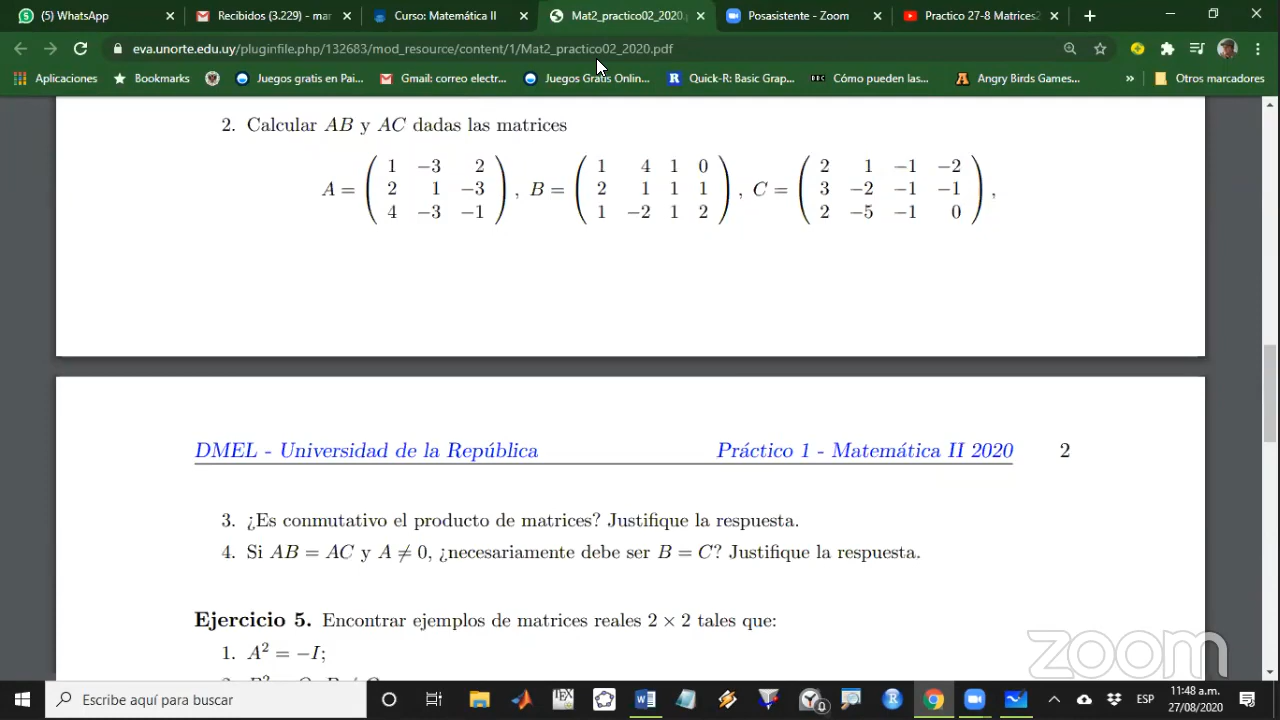 (5) WhatsApp
Recibidos (3.229) - mar
Curso: Matemática II
Mat2_practico02_2020.
Posasistente - Zoom
Practico 27-8 Matrices2
eva.unorte.edu.uy/pluginfile.php/132683/mod_resource/content/1/Mat2_practico02_2020.pdf
Aplicaciones
Bookmarks
Juegos gratis en Pai...
Gmail: correo electr...
Juegos Gratis Onlin...
Quick-R: Basic Grap...
Cómo pueden las...
Angry Birds Games...
»
Otros marcadores
2. Calcular AB y AC dadas las matrices
A = ( 1 −3 2 ; 2 1 −3 ; 4 −3 −1 ), B = ( 1 4 1 0 ; 2 1 1 1 ; 1 −2 1 2 ), C = ( 2 1 −1 −2 ; 3 −2 −1 −1 ; 2 −5 −1 0 ),
DMEL - Universidad de la República Práctico 1 - Matemática II 2020 2
3. ¿Es conmutativo el producto de matrices? Justifique la respuesta.
4. Si AB = AC y A ≠ 0, ¿necesariamente debe ser B = C? Justifique la respuesta.
Ejercicio 5. Encontrar ejemplos de matrices reales 2 × 2 tales que:
1. A² = −I;
zoom
Escribe aquí para buscar
ESP
11:48 a.m.
27/08/2020